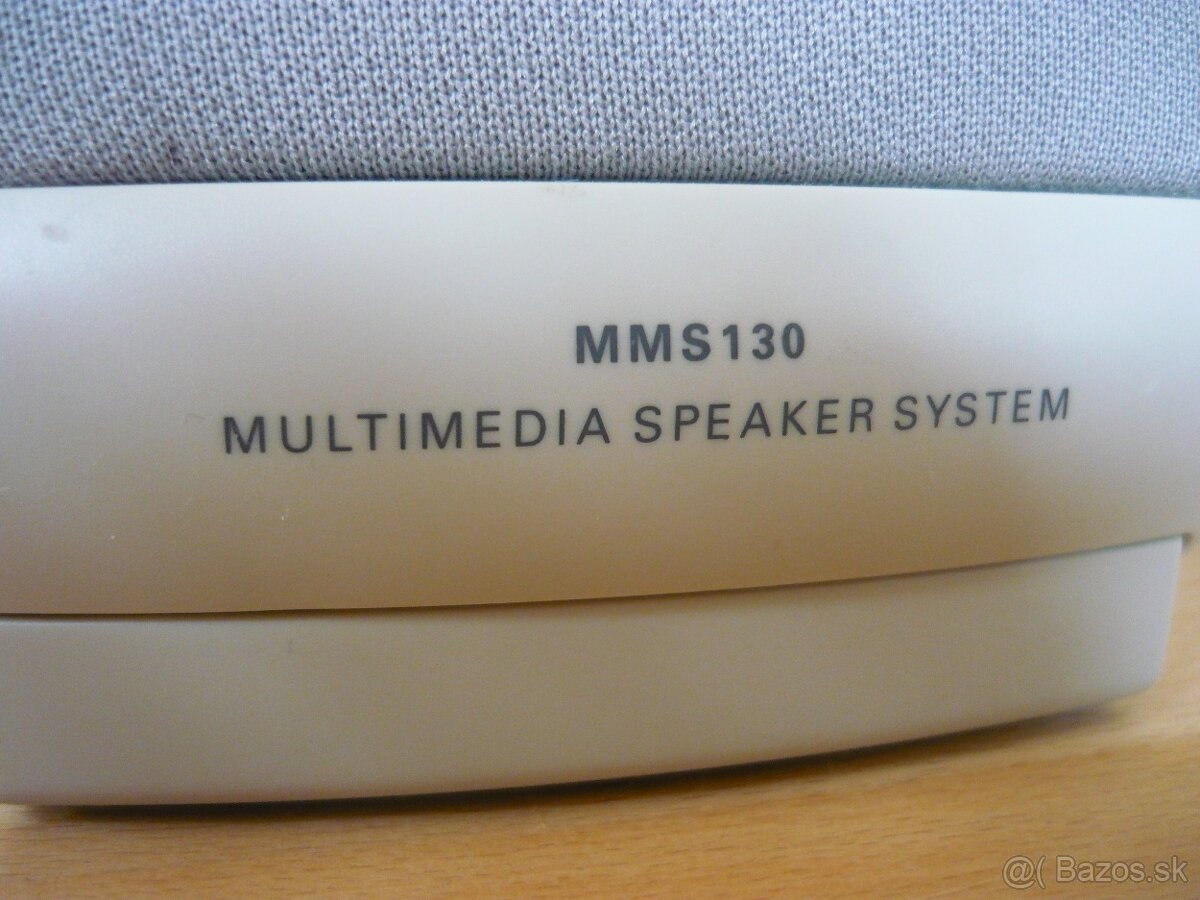 MMS130
MULTIMEDIA SPEAKER SYSTEM
@( Bazos.sk